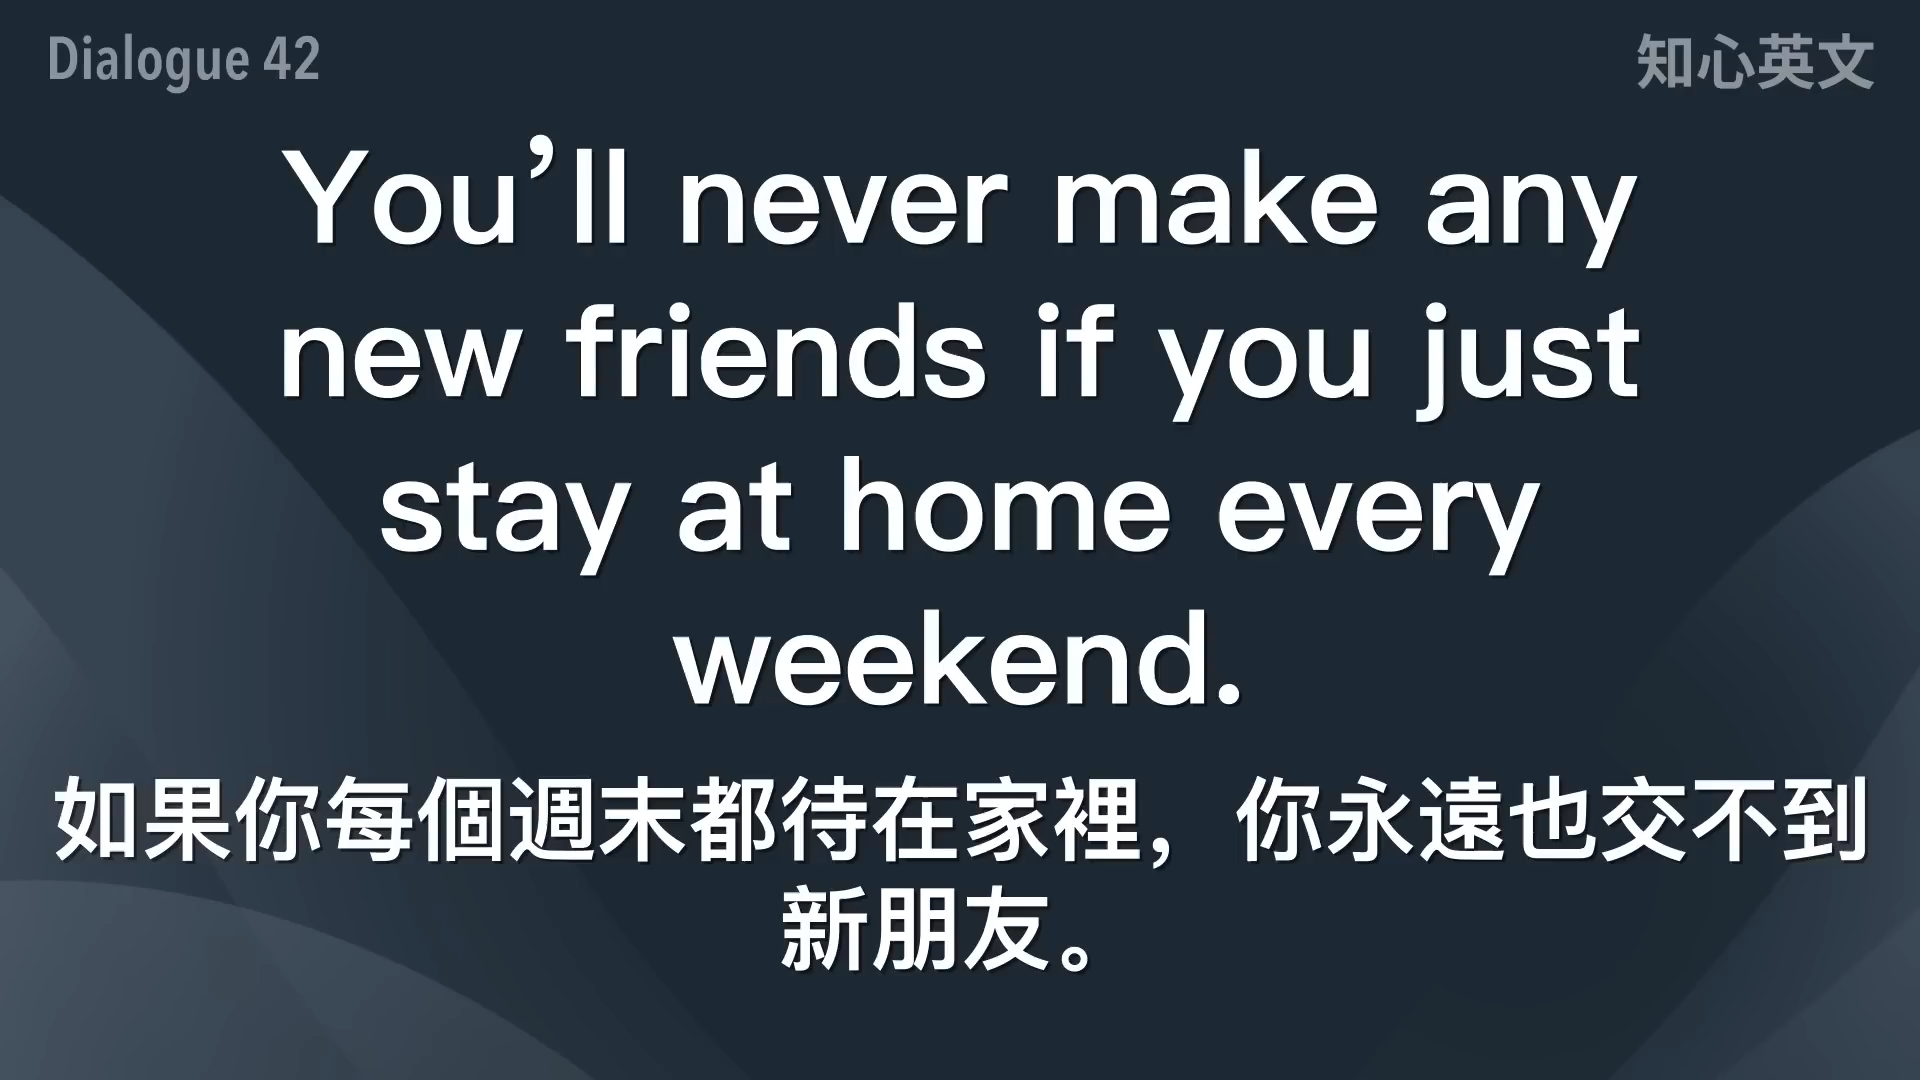 Dialogue 42
知心英文
You’ll never make any
new friends if you just
stay at home every
weekend.
如果你每個週末都待在家裡，你永遠也交不到
新朋友。